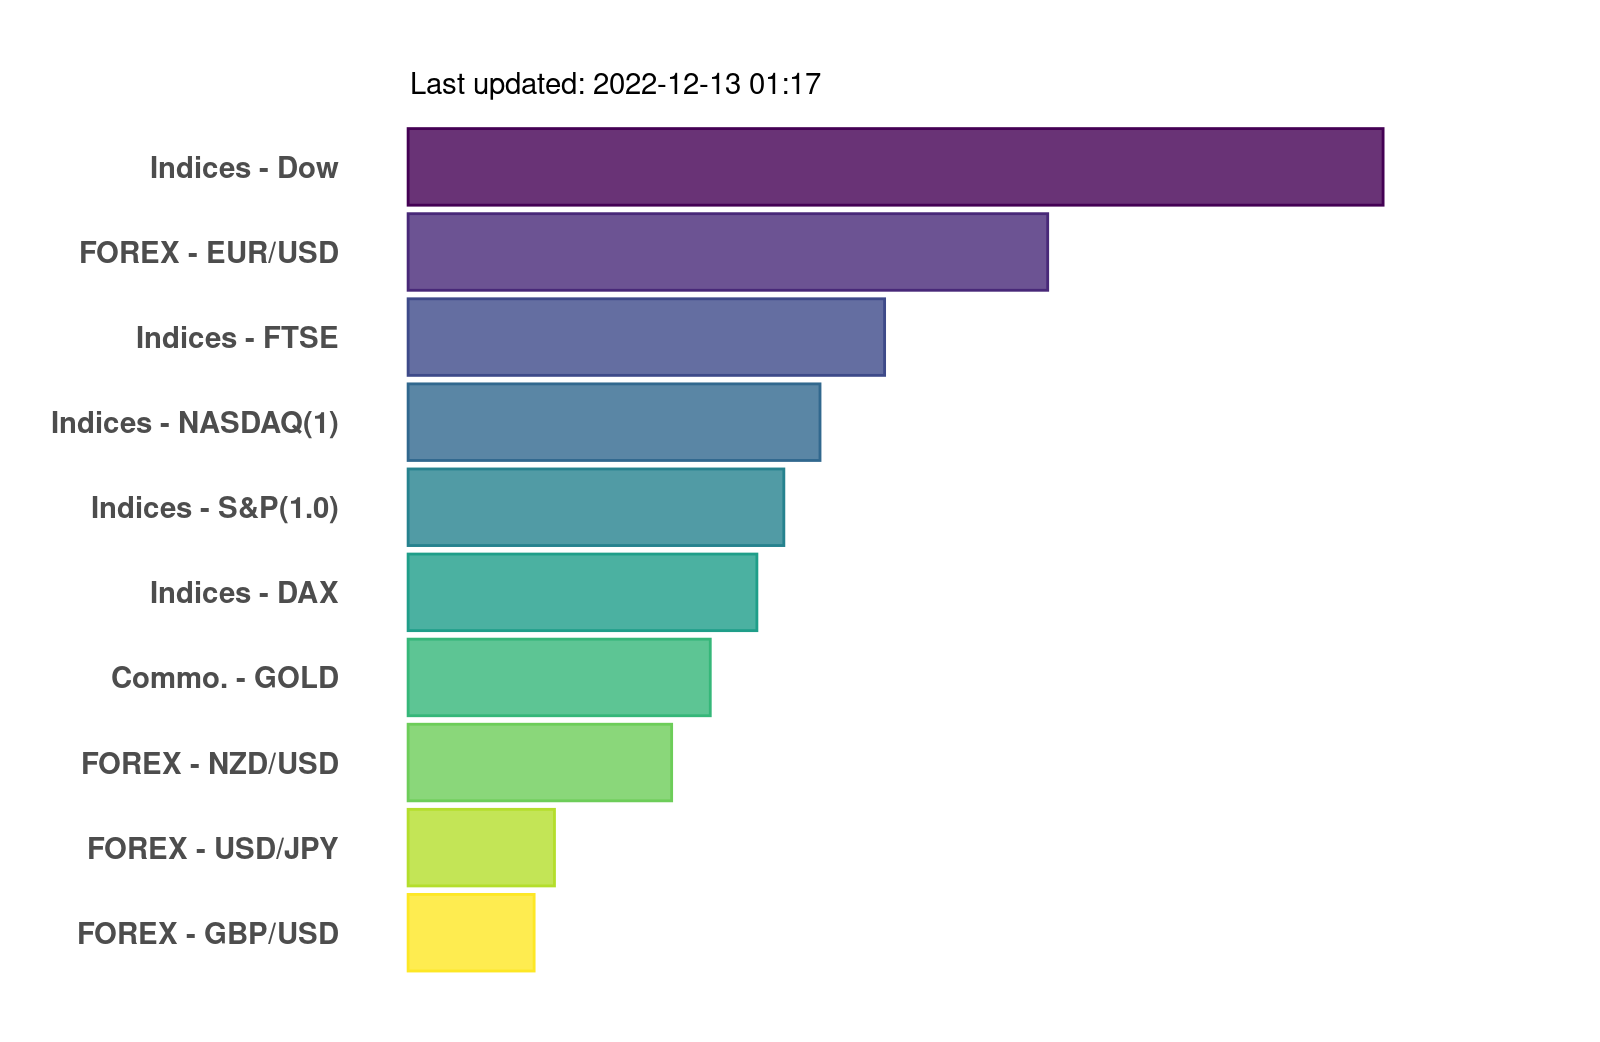 Last updated: 2022-12-13 01:17
Indices - Dow
FOREX - EUR/USD
Indices - FTSE
Indices - NASDAQ(1)
Indices - S&P(1.0)
Indices - DAX
Commo. - GOLD
FOREX - NZD/USD
FOREX - USD/JPY
FOREX - GBP/USD